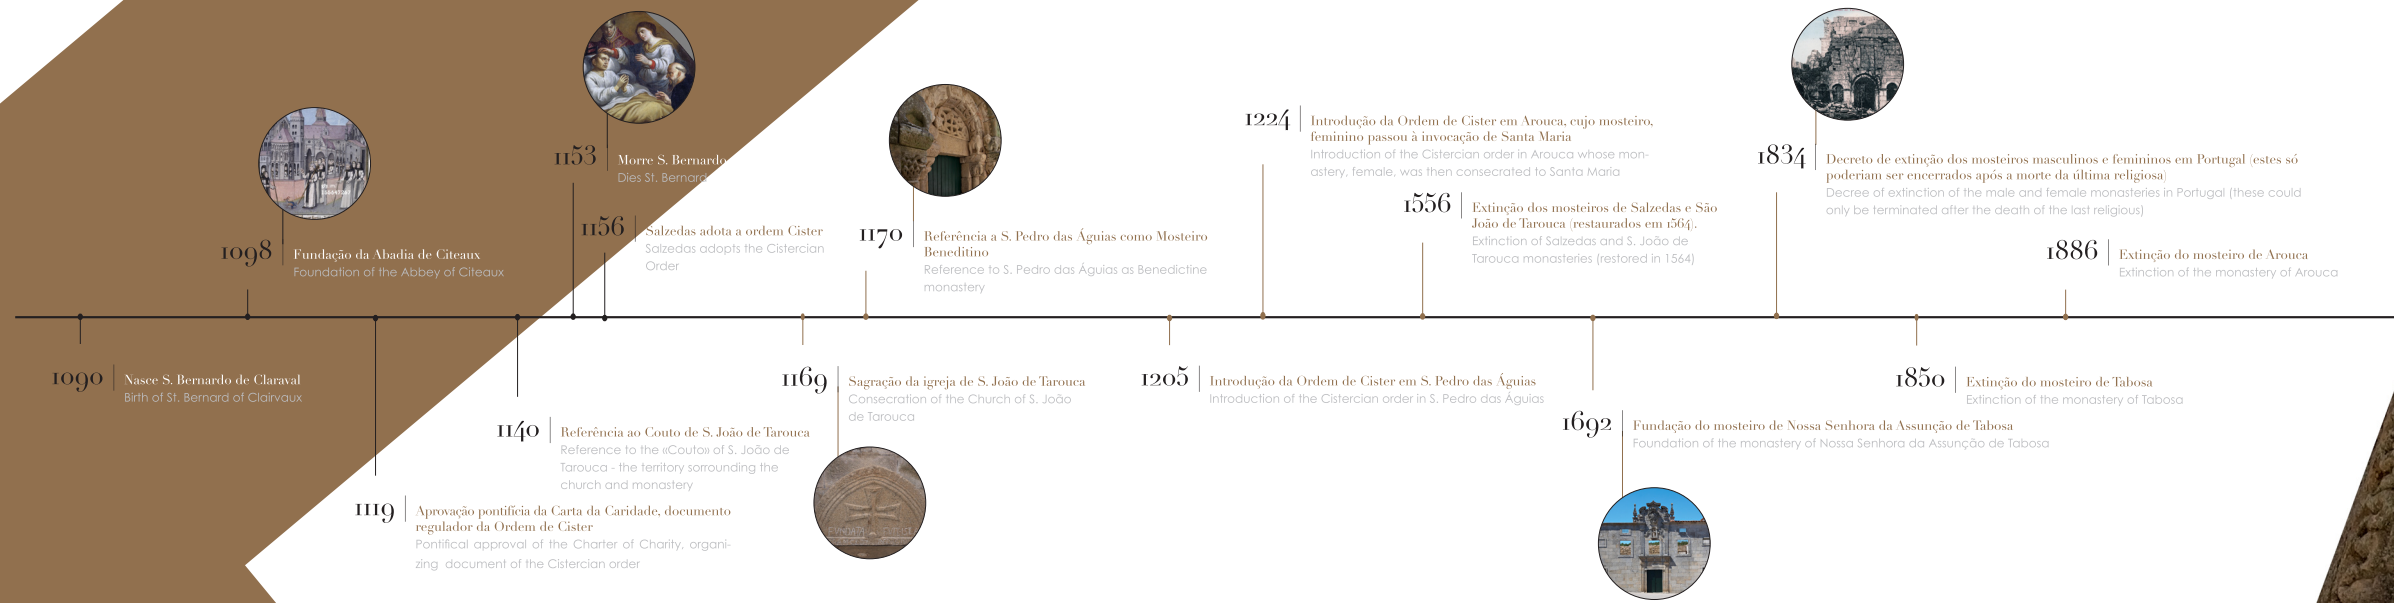 1090
Nasce S. Bernardo de Claraval
Birth of St. Bernard of Clairvaux
1098
Fundação da Abadia de Citeaux
Foundation of the Abbey of Citeaux
1119
Aprovação pontifícia da Carta da Caridade, documento
regulador da Ordem de Cister
Pontifical approval of the Charter of Charity, organi-
zing document of the Cistercian order
1140
Referência ao Couto de S. João de Tarouca
Reference to the «Couto» of S. João de
Tarouca - the territory sorrounding the
church and monastery
1153
Morre S. Bernardo
Dies St. Bernard
1156
Salzedas adota a ordem Cister
Salzedas adopts the Cistercian
Order
1169
Sagração da igreja de S. João de Tarouca
Consecration of the Church of S. João
de Tarouca
1170
Referência a S. Pedro das Águias como Mosteiro
Beneditino
Reference to S. Pedro das Águias as Benedictine
monastery
1205
Introdução da Ordem de Cister em S. Pedro das Águias
Introduction of the Cistercian order in S. Pedro das Águias
1224
Introdução da Ordem de Cister em Arouca, cujo mosteiro,
feminino passou à invocação de Santa Maria
Introduction of the Cistercian order in Arouca whose mon-
astery, female, was then consecrated to Santa Maria
1556
Extinção dos mosteiros de Salzedas e São
João de Tarouca (restaurados em 1564).
Extinction of Salzedas and S. João de
Tarouca monasteries (restored in 1564)
1692
Fundação do mosteiro de Nossa Senhora da Assunção de Tabosa
Foundation of the monastery of Nossa Senhora da Assunção de Tabosa
1834
Decreto de extinção dos mosteiros masculinos e femininos em Portugal (estes só
poderiam ser encerrados após a morte da última religiosa)
Decree of extinction of the male and female monasteries in Portugal (these could
only be terminated after the death of the last religious)
1850
Extinção do mosteiro de Tabosa
Extinction of the monastery of Tabosa
1886
Extinção do mosteiro de Arouca
Extinction of the monastery of Arouca